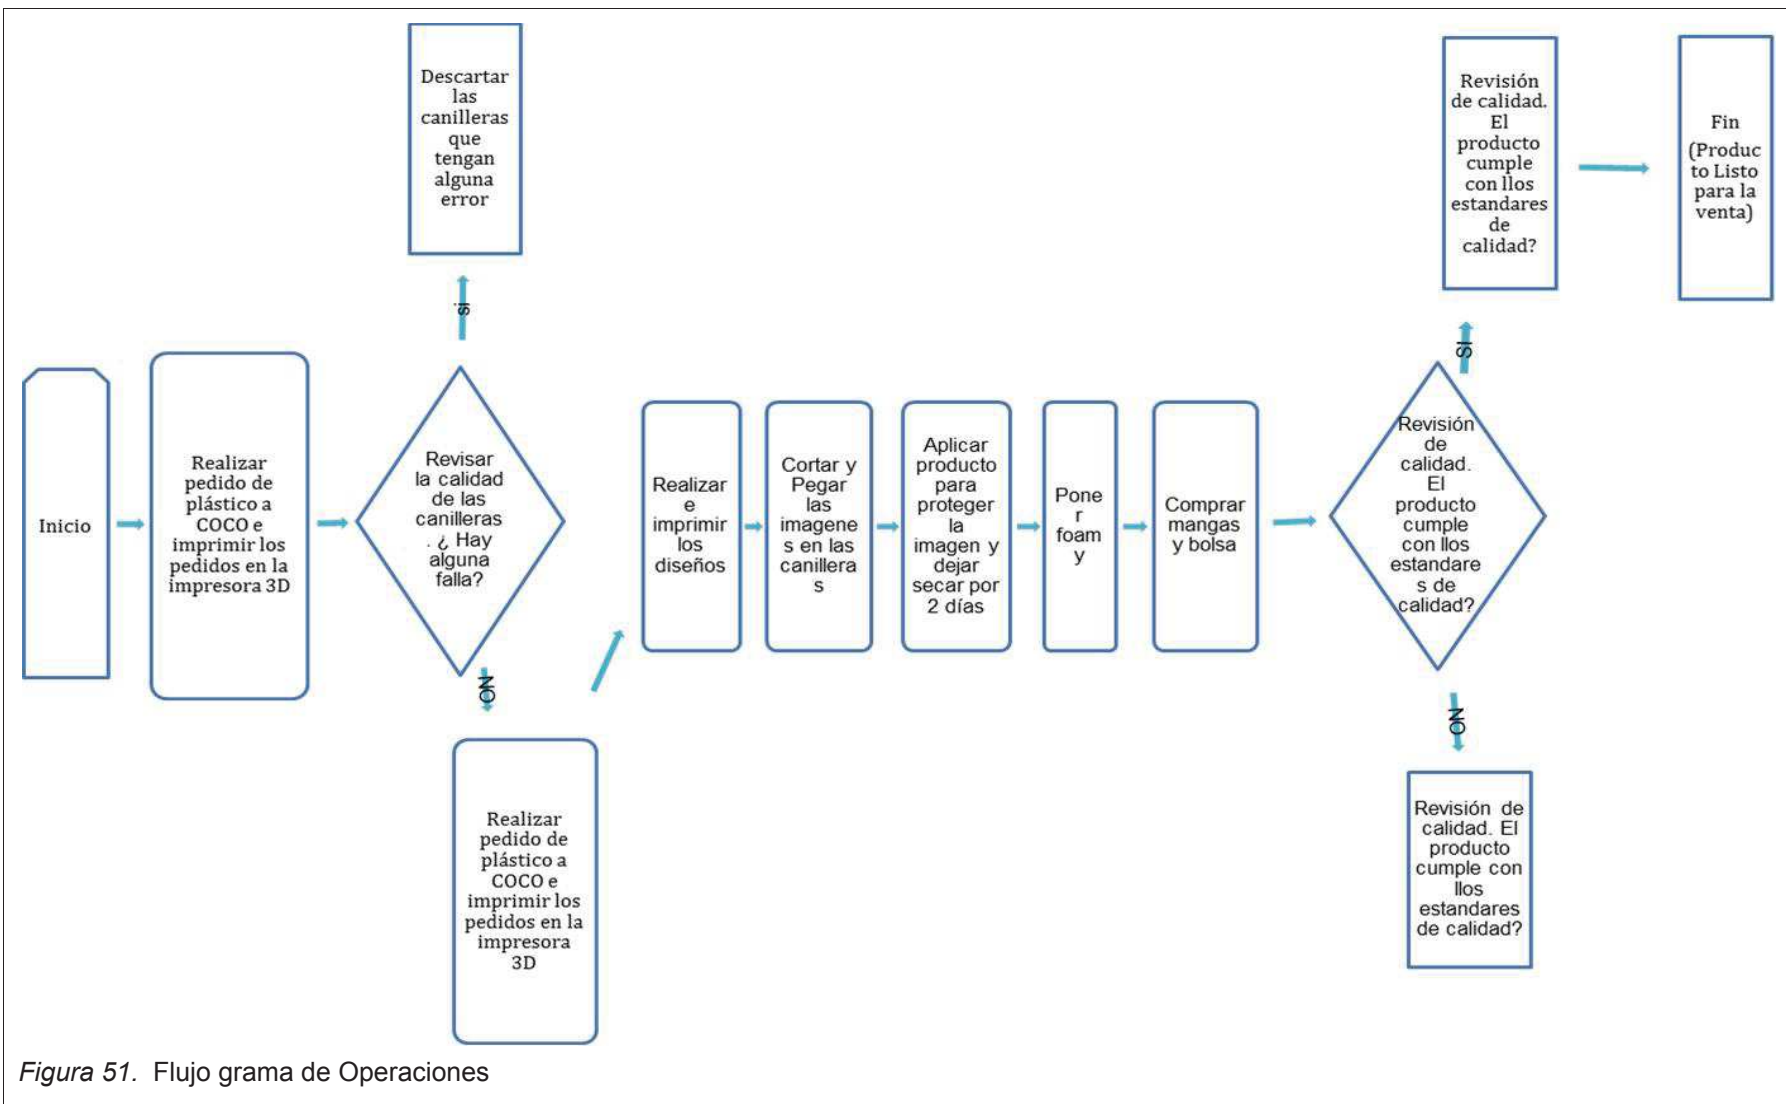 Inicio
Realizar
pedido de
plástico a
COCO e
imprimir los
pedidos en la
impresora 3D
Revisar
la calidad
de las
canilleras
. ¿ Hay
alguna
falla?
si
Descartar
las
canilleras
que
tengan
alguna
error
NO
Realizar
pedido de
plástico a
COCO e
imprimir los
pedidos en la
impresora
3D
Realizar
e
imprimir
los
diseños
Cortar y
Pegar
las
imagene
s en las
canillera
s
Aplicar
producto
para
proteger
la
imagen y
dejar
secar por
2 días
Pone
r
foam
y
Comprar
mangas
y bolsa
Revisión
de
calidad.
El
producto
cumple
con llos
estandare
s de
calidad?
SI
Revisión
de calidad.
El
producto
cumple
con llos
estandares
de
calidad?
Fin
(Produc
to Listo
para la
venta)
NO
Revisión de
calidad. El
producto
cumple con
llos
estandares
de calidad?
Figura 51. Flujo grama de Operaciones